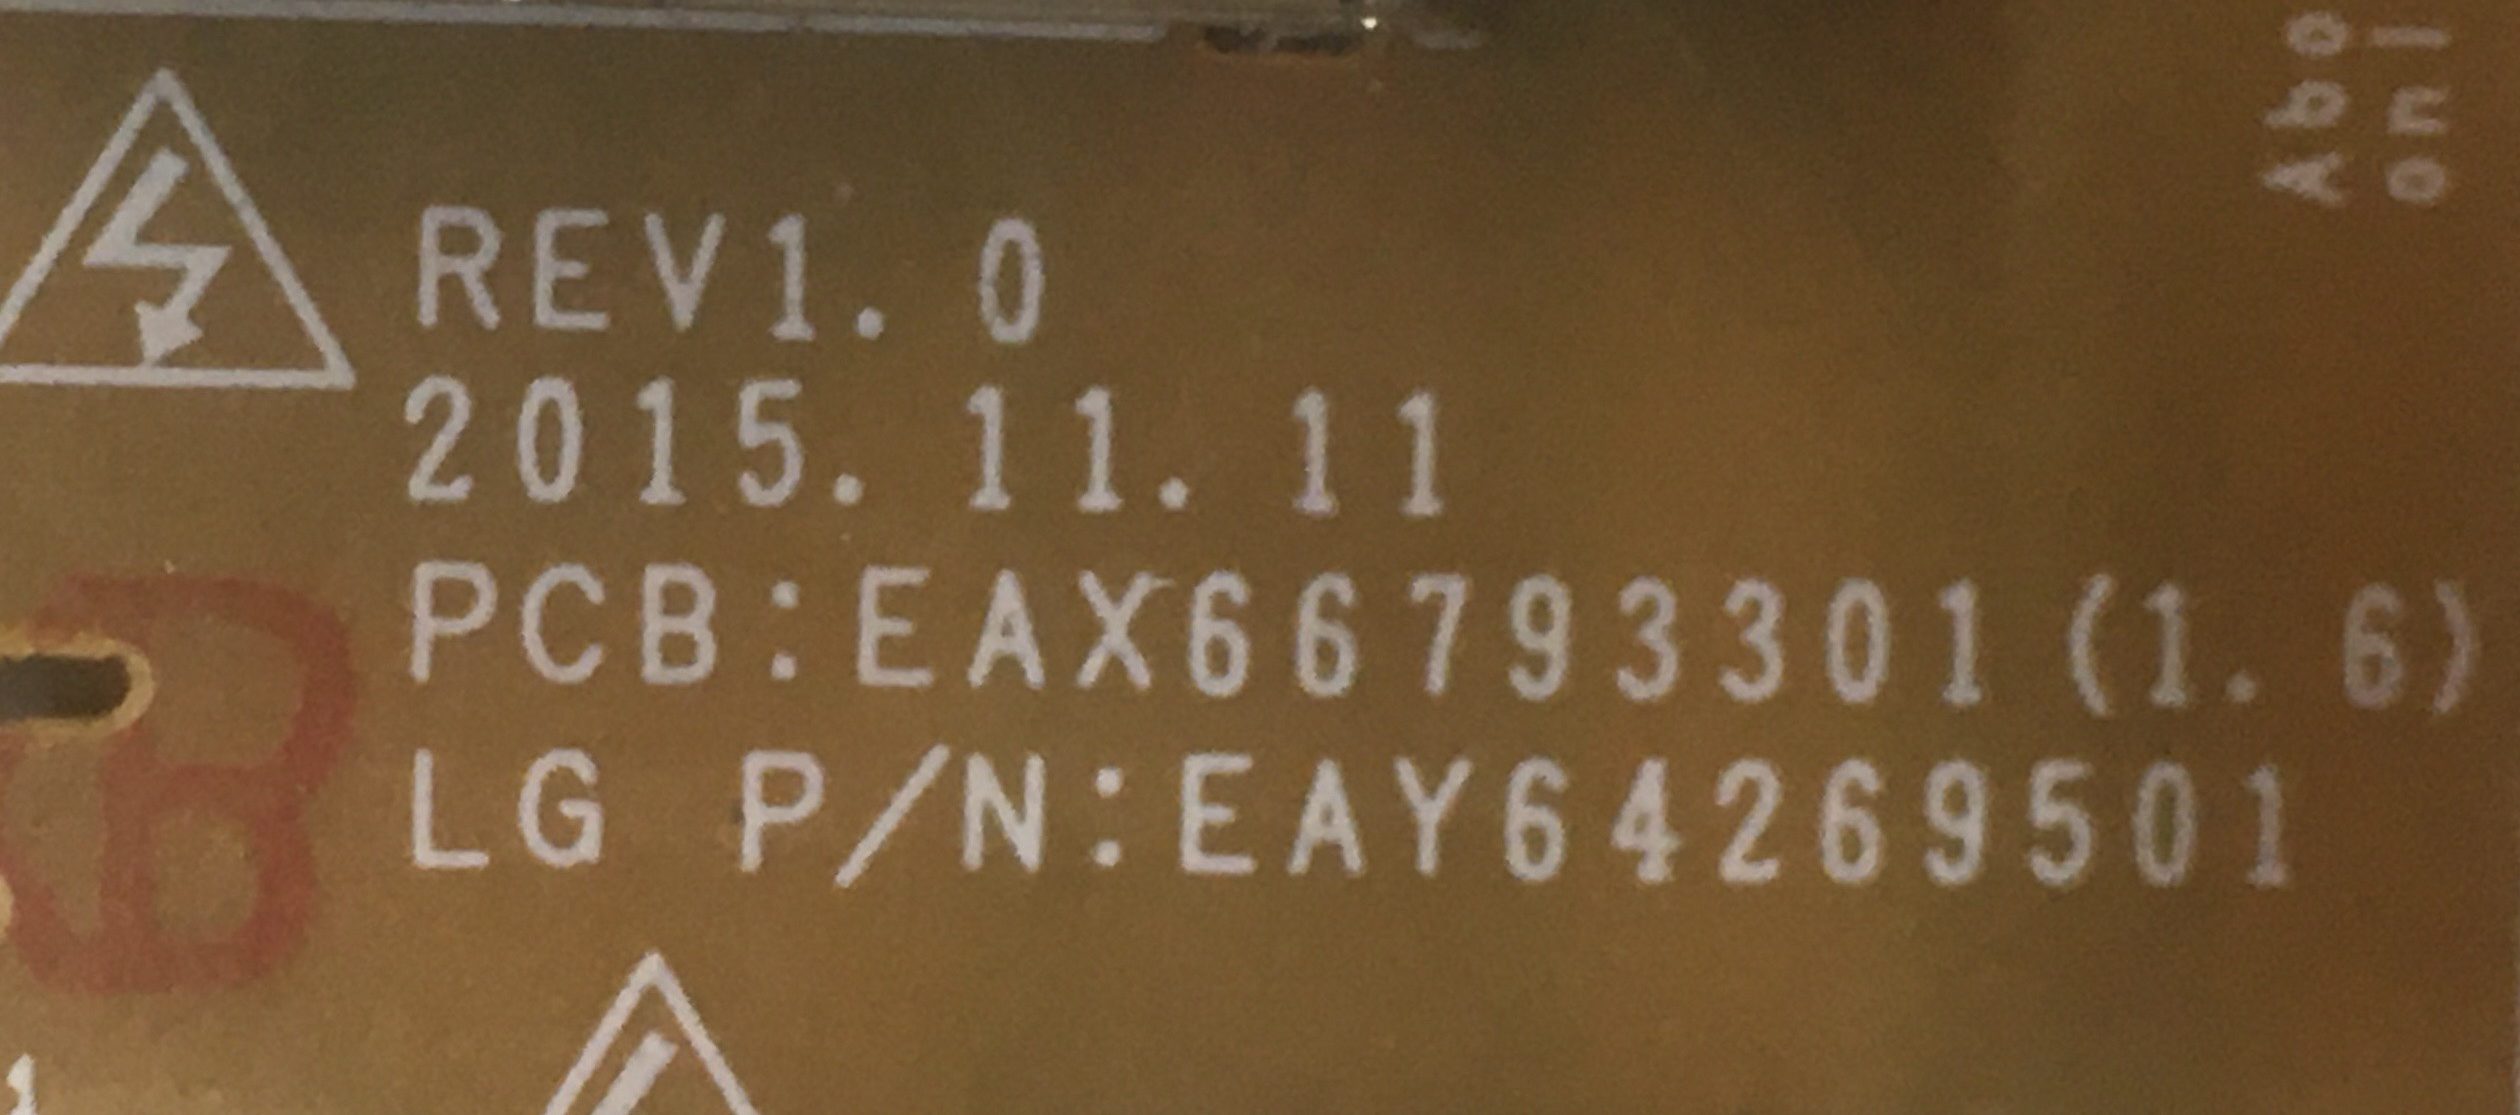 REV1.0
2015.11.11
PCB:EAX66793301(1.6)
LG P/N:EAY64269501